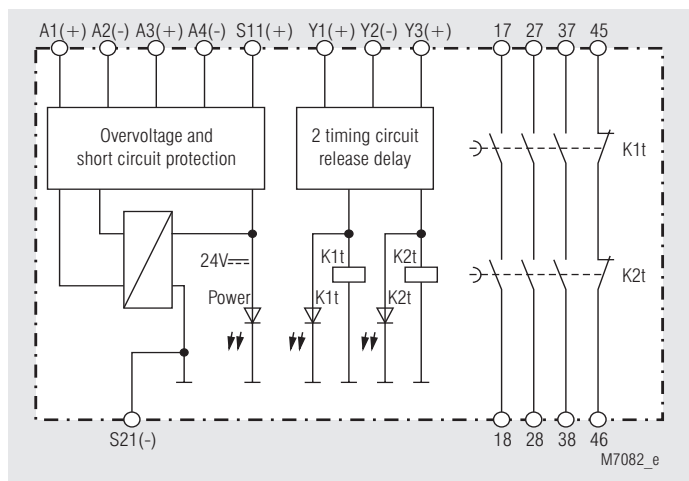 A1(+) A2(-) A3(+) A4(-) S11(+) Y1(+) Y2(-) Y3(+) 17 27 37 45
Overvoltage and
short circuit protection
2 timing circuit
release delay
K1t
24V
K1t
K2t
K2t
Power
K1t
K2t
S21(-)
18 28 38 46
M7082_e